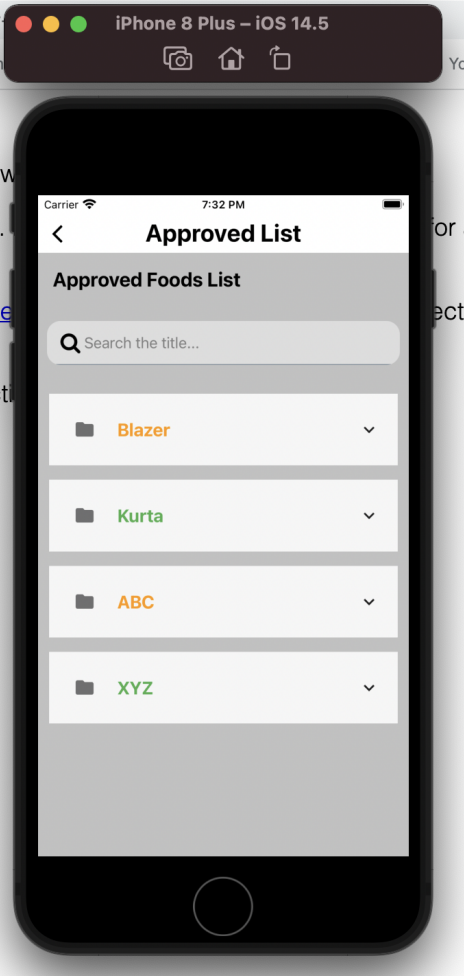 iPhone 8 Plus – iOS 14.5
Carrier 7:32 PM
Approved List
Approved Foods List
Search the title...
Blazer
Kurta
ABC
XYZ